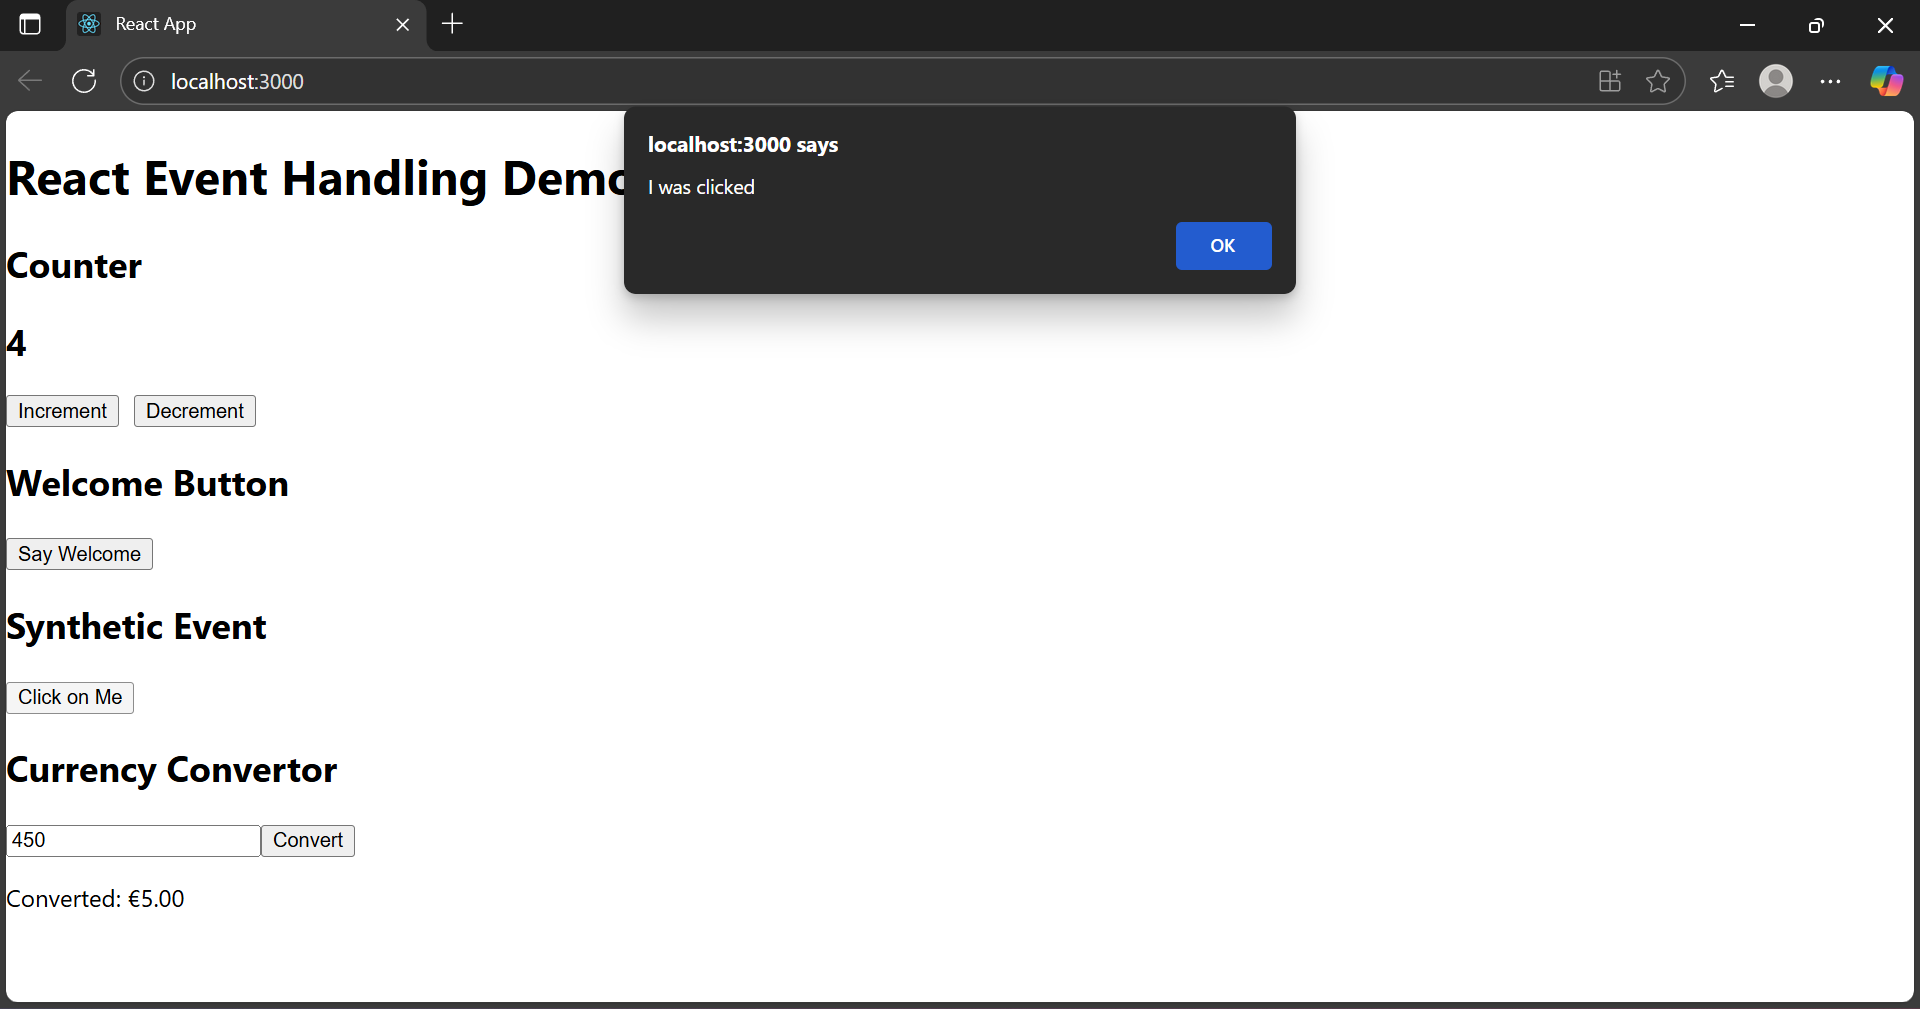 React App
localhost:3000
localhost:3000 says
I was clicked
OK
React Event Handling Demo
Counter
4
Increment Decrement
Welcome Button
Say Welcome
Synthetic Event
Click on Me
Currency Convertor
450 Convert
Converted: €5.00